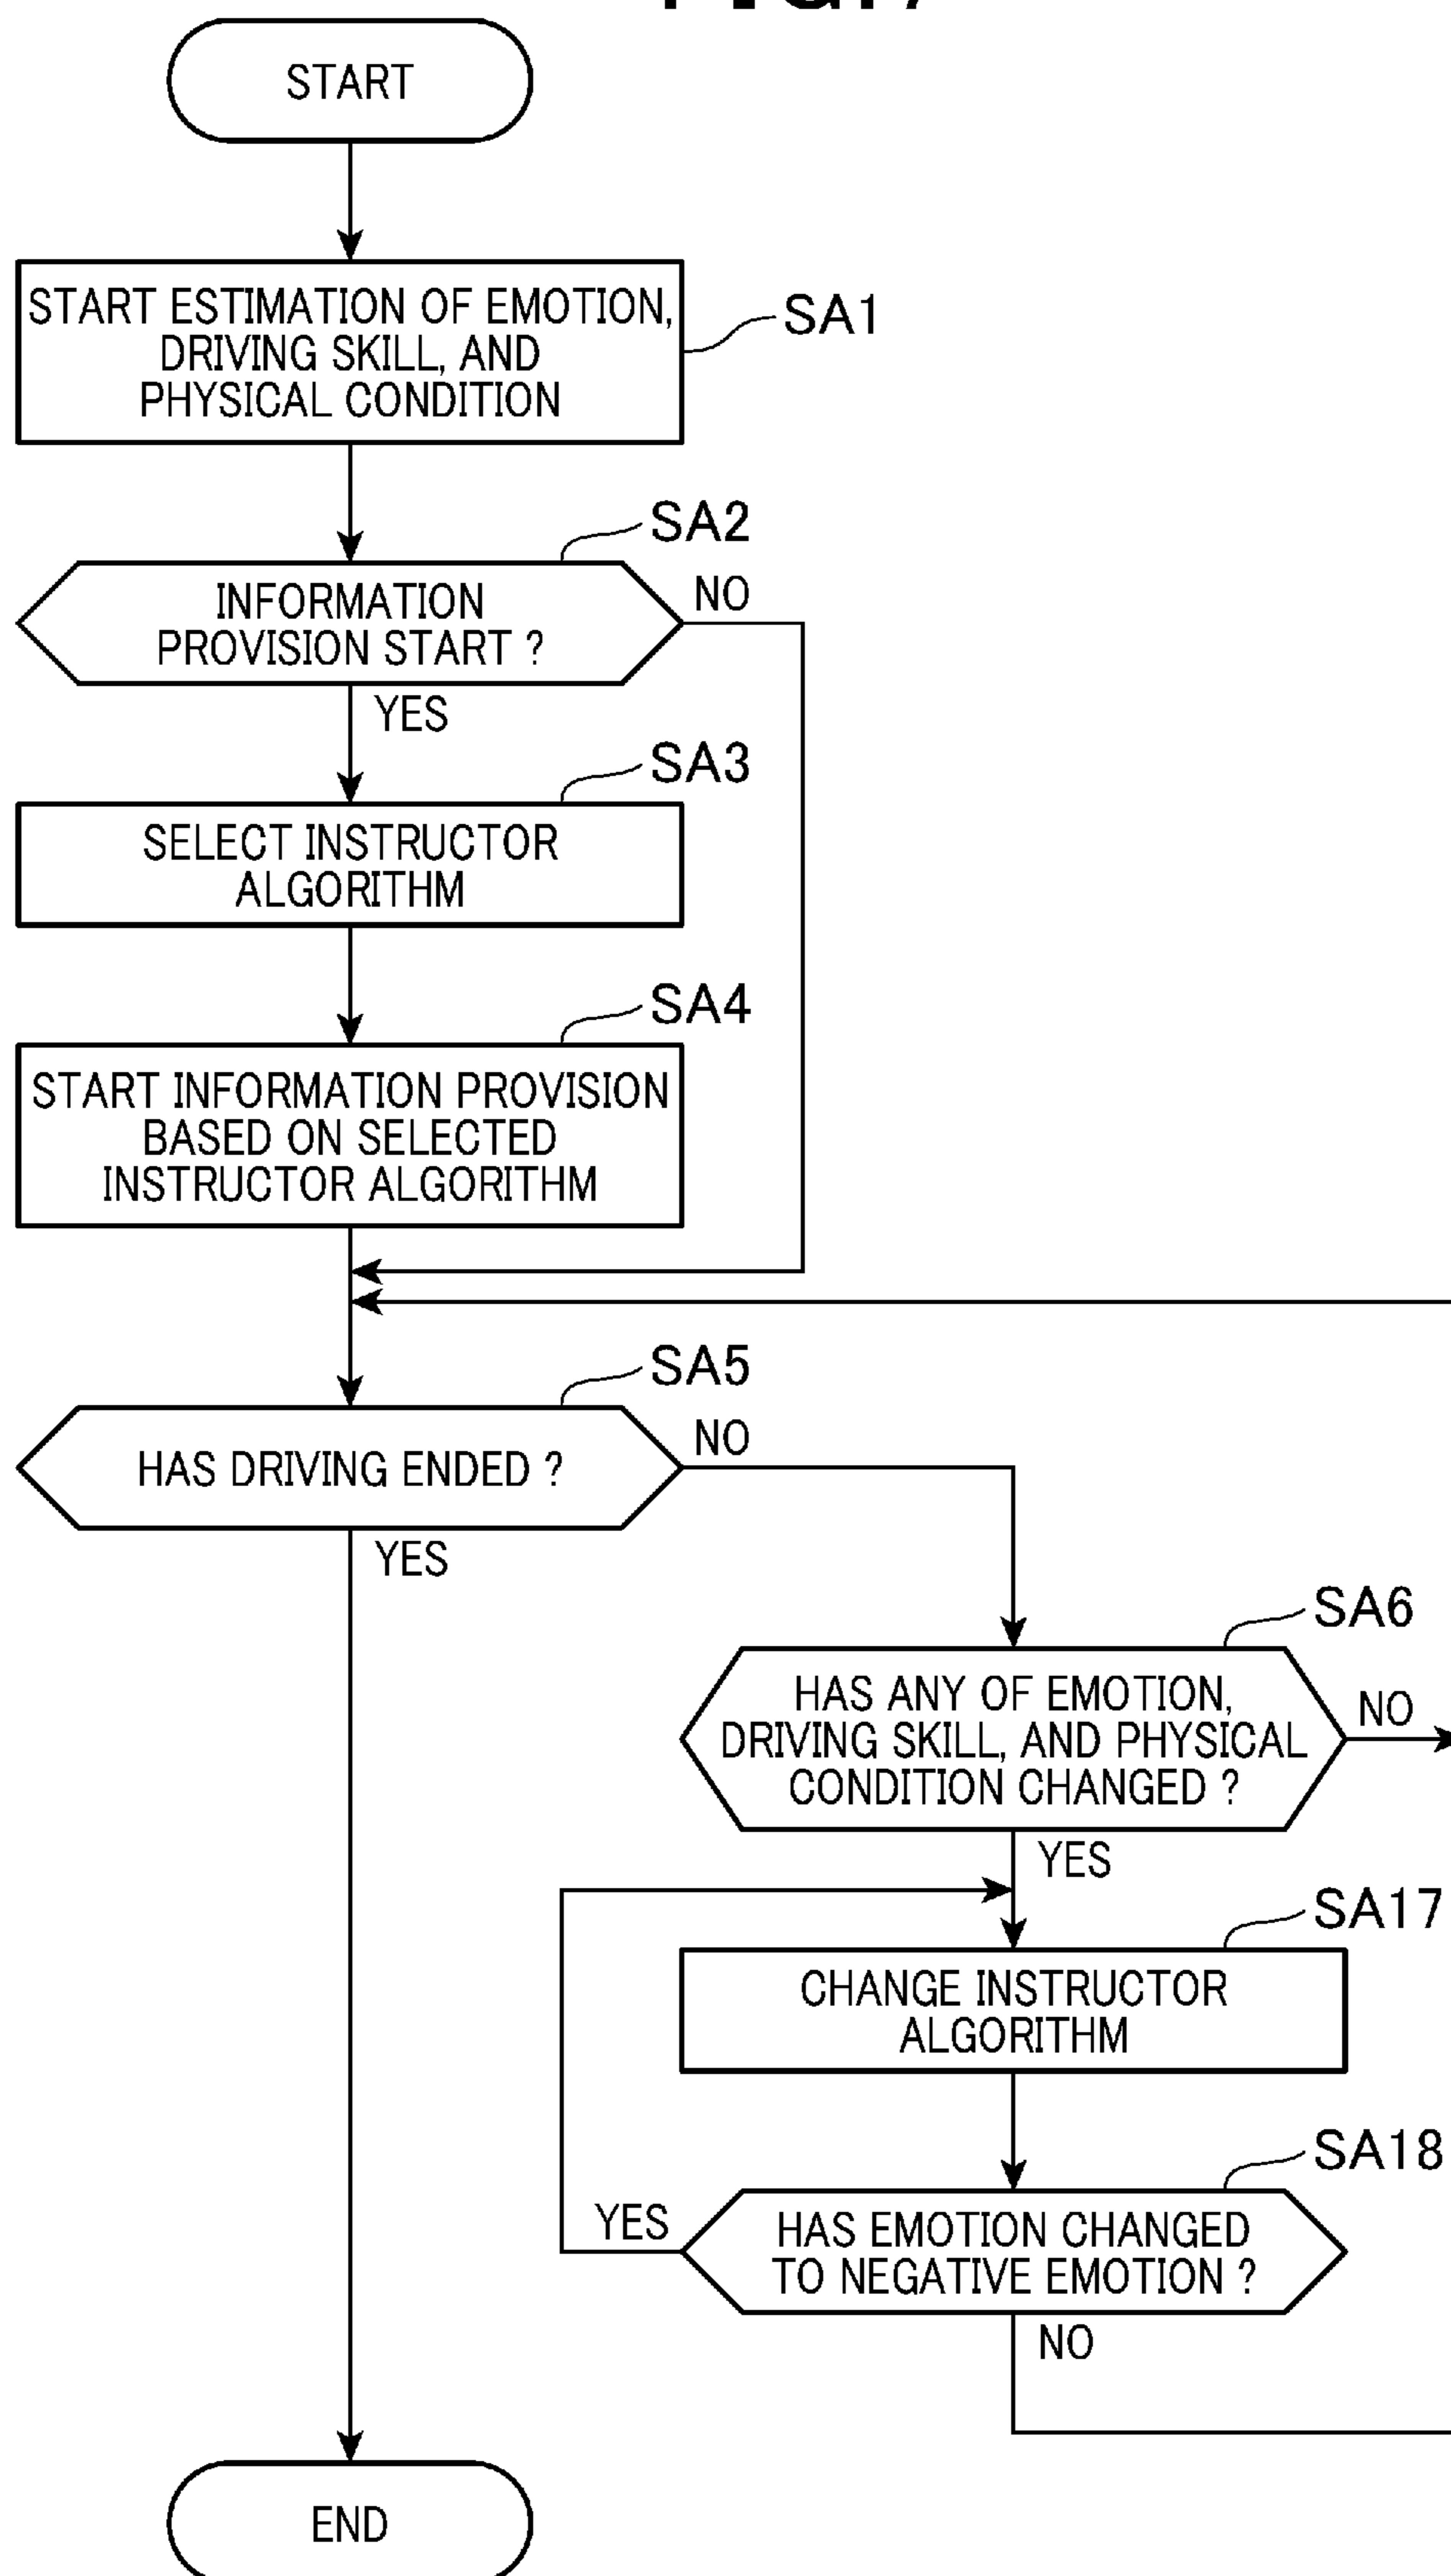 START
START ESTIMATION OF EMOTION,
DRIVING SKILL, AND
PHYSICAL CONDITION
SA1
SA2
INFORMATION
PROVISION START ?
NO
YES
SA3
SELECT INSTRUCTOR
ALGORITHM
SA4
START INFORMATION PROVISION
BASED ON SELECTED
INSTRUCTOR ALGORITHM
SA5
HAS DRIVING ENDED ?
NO
YES
SA6
HAS ANY OF EMOTION,
DRIVING SKILL, AND PHYSICAL
CONDITION CHANGED ?
NO
YES
SA17
CHANGE INSTRUCTOR
ALGORITHM
SA18
HAS EMOTION CHANGED
TO NEGATIVE EMOTION ?
YES
NO
END